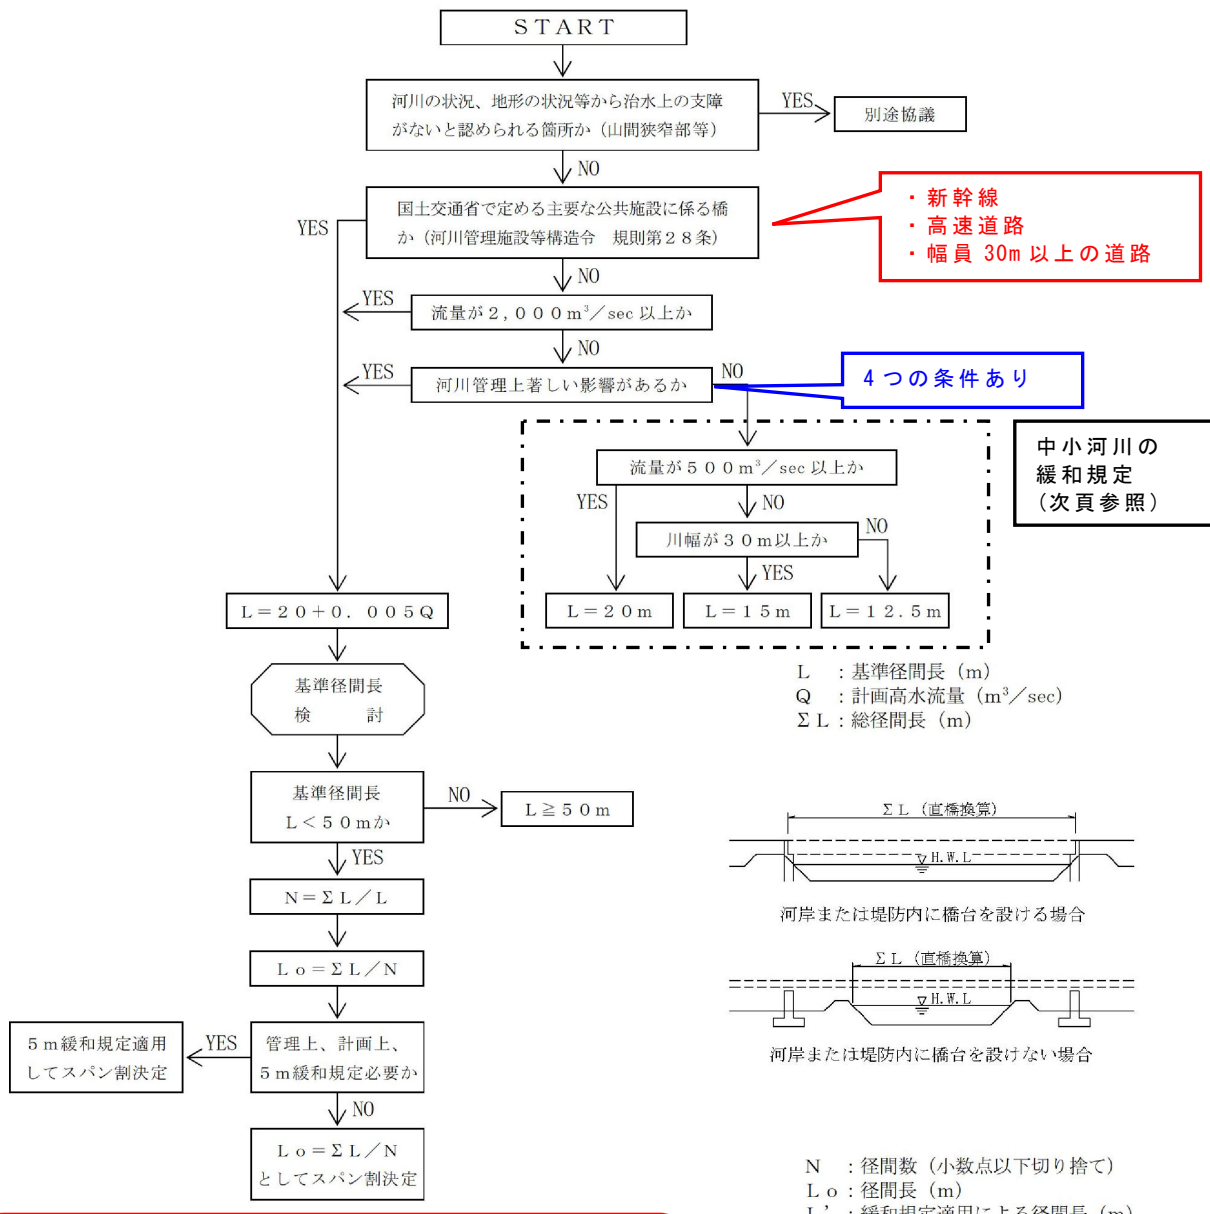 START
河川の状況、地形の状況等から治水上の支障
がないと認められる箇所か（山間狭窄部等）
YES
別途協議
NO
国土交通省で定める主要な公共施設に係る橋
か（河川管理施設等構造令　規則第２８条）
YES
・新幹線
・高速道路
・幅員 30m 以上の道路
NO
流量が２,０００m³／sec 以上か
YES
NO
河川管理上著しい影響があるか
YES
NO
4 つの条件あり
中小河川の
緩和規定
（次頁参照）
流量が５００m³／sec 以上か
YES
NO
川幅が３０m以上か
NO
YES
L＝２０m
L＝１５m
L＝１２.５m
L＝２０＋０.００５Q
基準径間長
検　　　討
L　：基準径間長（m）
Q　：計画高水流量（m³／sec）
ΣL：総径間長（m）
基準径間長
L＜５０mか
NO
L≧５０m
YES
N＝ΣL／L
Lo＝ΣL／N
管理上、計画上、
５m緩和規定必要か
YES
５m緩和規定適用
してスパン割決定
NO
Lo＝ΣL／N
としてスパン割決定
ΣL（直橋換算）
H.W.L
河岸または堤防内に橋台を設ける場合
ΣL（直橋換算）
H.W.L
河岸または堤防内に橋台を設けない場合
N　：径間数（小数点以下切り捨て）
Lo：径間長（m）
L'：緩和規定適用による径間長（m）